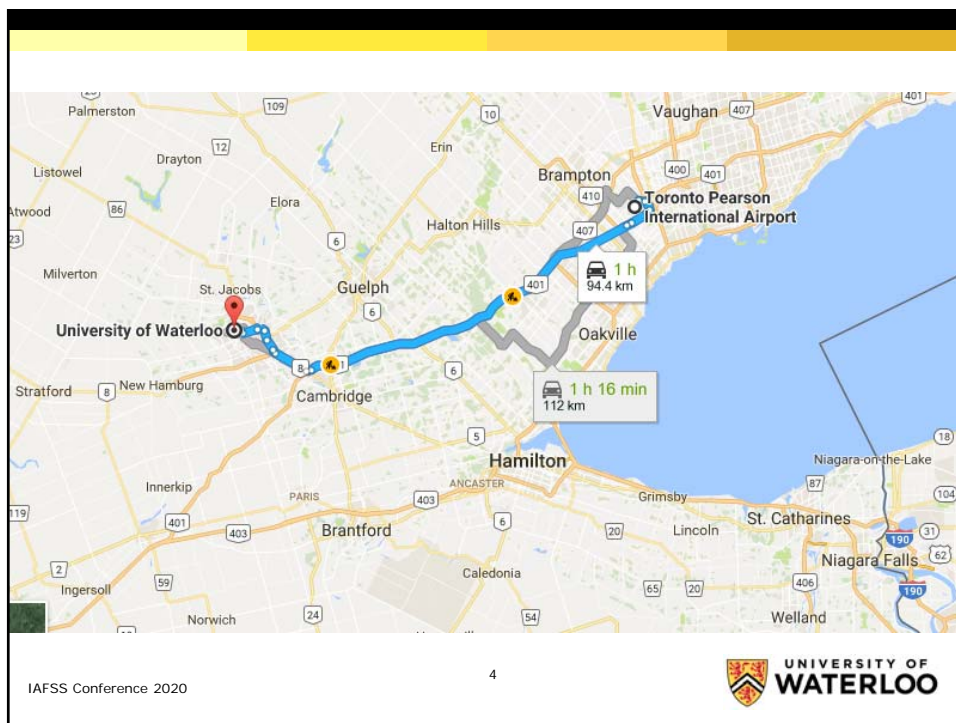 401
Palmerston
109
10
Vaughan
407
12
Erin
Drayton
Brampton
400
401
Listowel
410
Toronto Pearson
International Airport
Atwood
86
Elora
Halton Hills
407
23
6
Milverton
1 h
94.4 km
St. Jacobs
Guelph
401
University of Waterloo
6
Oakville
8
1
6
1 h 16 min
112 km
Stratford
8
New Hamburg
Cambridge
5
18
Hamilton
Niagara-on-the-Lake
Innerkip
PARIS
ANCASTER
87
104
119
403
Grimsby
401
403
Brantford
6
20
Lincoln
St. Catharines
31
190
62
2
Niagara Falls
59
Caledonia
Ingersoll
65
20
406
190
Norwich
24
54
Welland
IAFSS Conference 2020
4
UNIVERSITY OF
WATERLOO